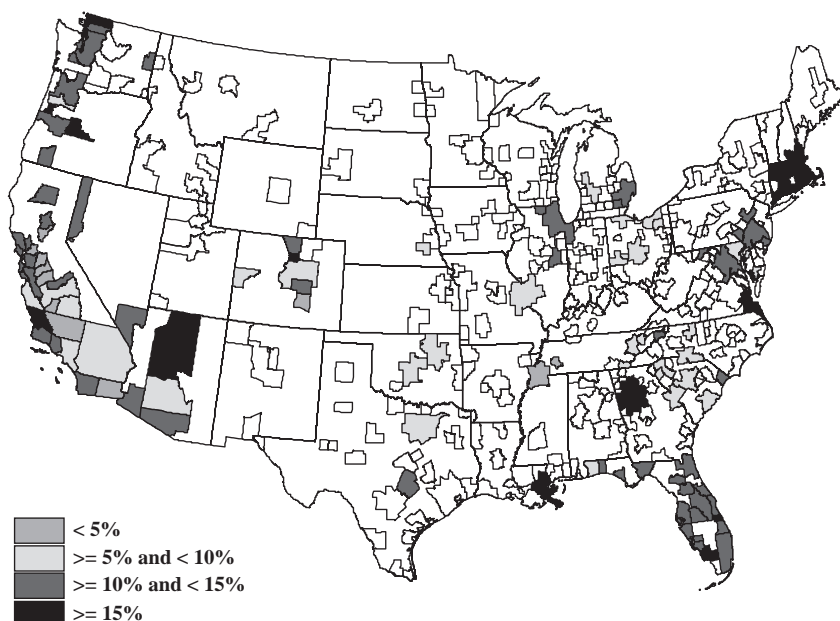 < 5%
>= 5% and < 10%
>= 10% and < 15%
>= 15%